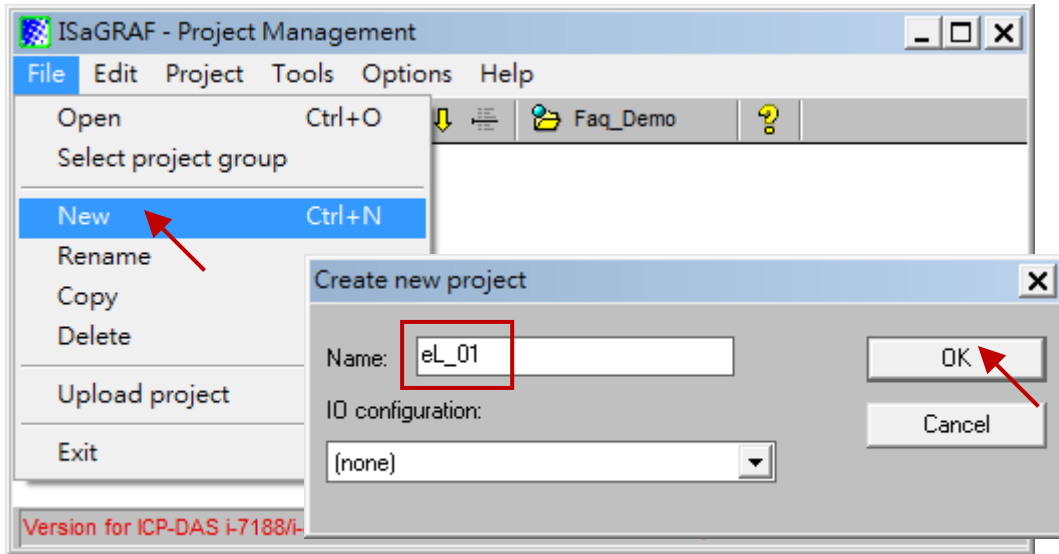 ISaGRAF - Project Management
File Edit Project Tools Options Help
Open Ctrl+O
Faq_Demo
Select project group
New Ctrl+N
Rename
Copy
Delete
Upload project
Exit
Create new project
Name: eL_01
OK
IO configuration:
Cancel
(none)
Version for ICP-DAS i-7188/i-